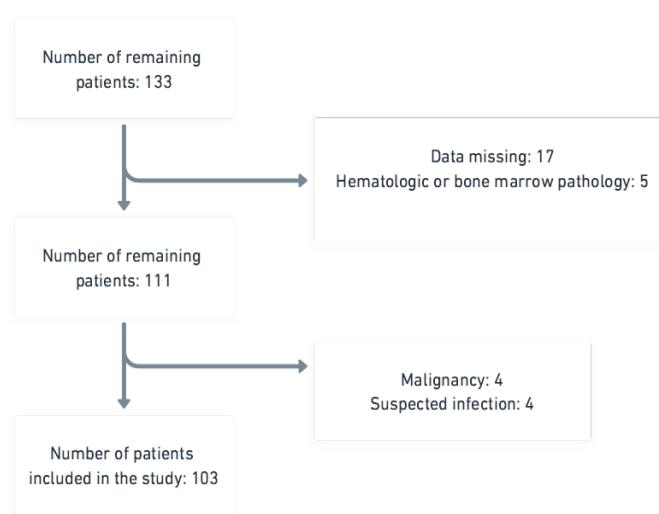 Number of remaining
patients: 133
Data missing: 17
Hematologic or bone marrow pathology: 5
Number of remaining
patients: 111
Malignancy: 4
Suspected infection: 4
Number of patients
included in the study: 103